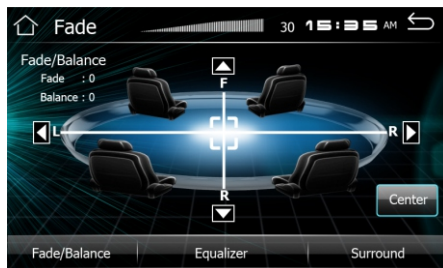 Fade 30 15:35 AM
Fade/Balance
Fade : 0
Balance : 0
F
L R
R
Center
Fade/Balance Equalizer Surround